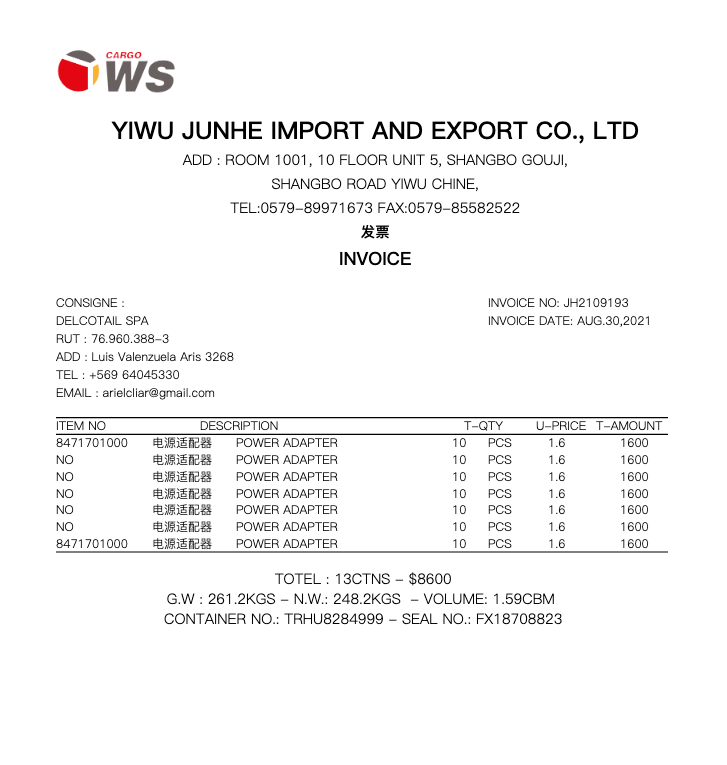 CARGO
WS
YIWU JUNHE IMPORT AND EXPORT CO., LTD
ADD : ROOM 1001, 10 FLOOR UNIT 5, SHANGBO GOUJI,
SHANGBO ROAD YIWU CHINE,
TEL:0579-89971673 FAX:0579-85582522
发票
INVOICE
CONSIGNE : INVOICE NO: JH2109193
DELCOTAIL SPA INVOICE DATE: AUG.30,2021
RUT : 76.960.388-3
ADD : Luis Valenzuela Aris 3268
TEL : +569 64045330
EMAIL : arielcliar@gmail.com
ITEM NO DESCRIPTION T-QTY U-PRICE T-AMOUNT
8471701000 电源适配器 POWER ADAPTER 10 PCS 1.6 1600
NO 电源适配器 POWER ADAPTER 10 PCS 1.6 1600
NO 电源适配器 POWER ADAPTER 10 PCS 1.6 1600
NO 电源适配器 POWER ADAPTER 10 PCS 1.6 1600
NO 电源适配器 POWER ADAPTER 10 PCS 1.6 1600
NO 电源适配器 POWER ADAPTER 10 PCS 1.6 1600
8471701000 电源适配器 POWER ADAPTER 10 PCS 1.6 1600
TOTEL : 13CTNS - $8600
G.W : 261.2KGS - N.W.: 248.2KGS - VOLUME: 1.59CBM
CONTAINER NO.: TRHU8284999 - SEAL NO.: FX18708823